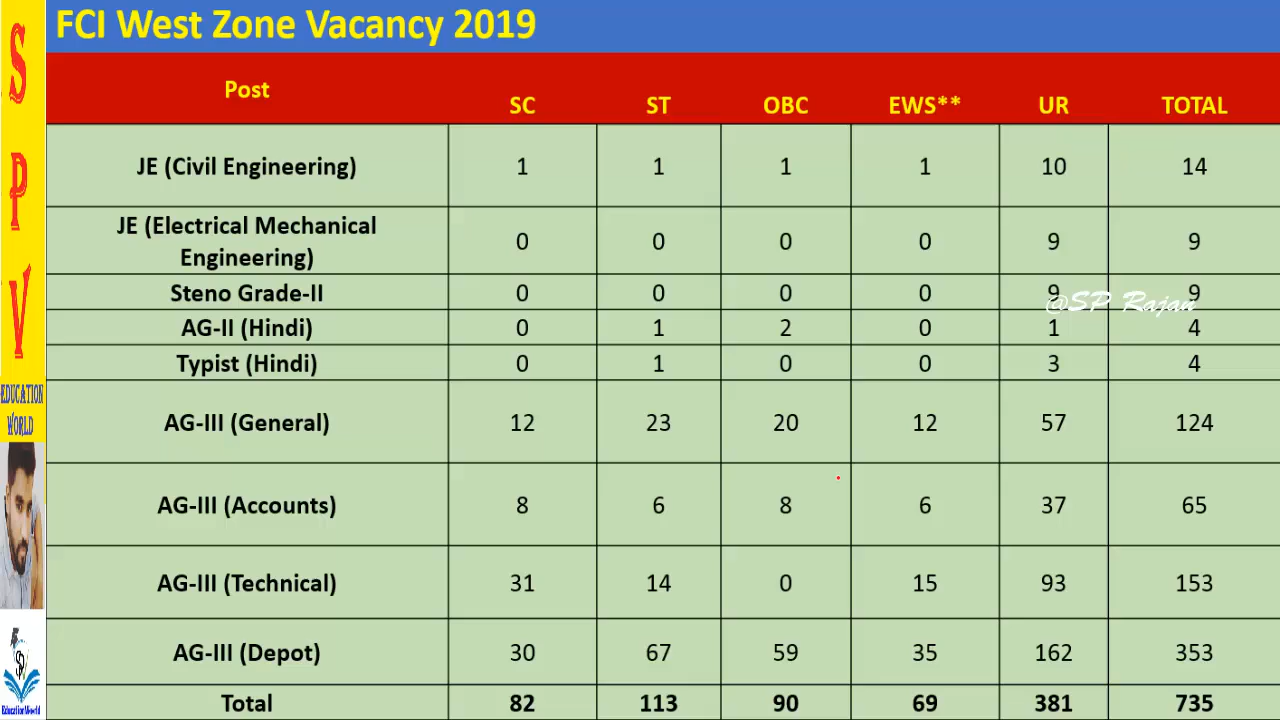 FCI West Zone Vacancy 2019
S
P
V
EDUCATION
WORLD
Post SC ST OBC EWS** UR TOTAL
JE (Civil Engineering) 1 1 1 1 10 14
JE (Electrical Mechanical
Engineering) 0 0 0 0 9 9
Steno Grade-II 0 0 0 0 9 9
@SP Rajan
AG-II (Hindi) 0 1 2 0 1 4
Typist (Hindi) 0 1 0 0 3 4
AG-III (General) 12 23 20 12 57 124
AG-III (Accounts) 8 6 8 6 37 65
AG-III (Technical) 31 14 0 15 93 153
AG-III (Depot) 30 67 59 35 162 353
Total 82 113 90 69 381 735